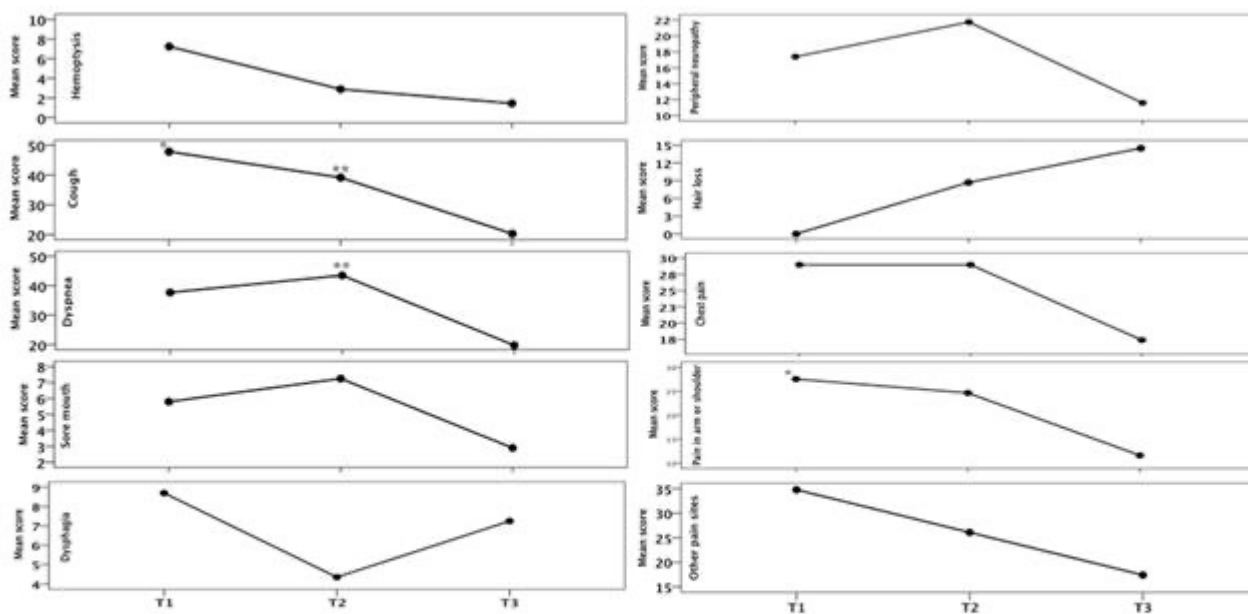 Mean score
Hemoptysis
10
8
6
4
2
0
Mean score
Cough
50
40
30
20
*
**
Mean score
Dyspnea
50
40
30
20
**
Mean score
Sore mouth
8
7
6
5
4
3
2
Mean score
Dysphagia
9
8
7
6
5
4
T1 T2 T3
Mean score
Peripheral neuropathy
22
20
18
16
14
12
10
Mean score
Hair loss
15
12
9
6
3
0
Mean score
Chest pain
30
28
25
23
20
18
Mean score
Pain in arm or shoulder
*
Mean score
Other pain sites
35
30
25
20
15
T1 T2 T3